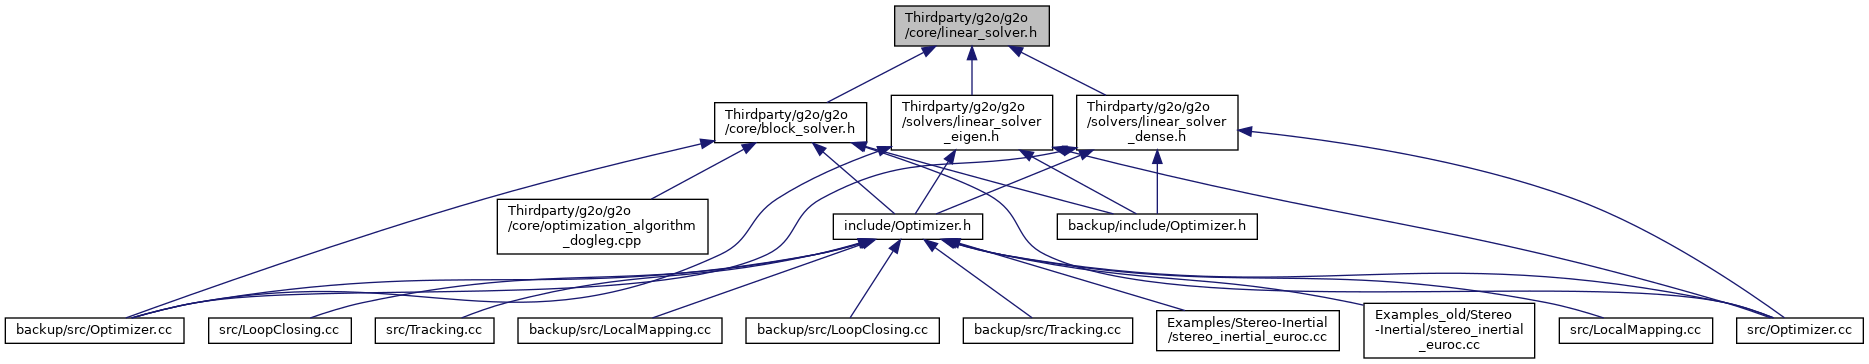 Thirdparty/g2o/g2o
/core/linear_solver.h
Thirdparty/g2o/g2o
/core/block_solver.h
Thirdparty/g2o/g2o
/solvers/linear_solver
_eigen.h
Thirdparty/g2o/g2o
/solvers/linear_solver
_dense.h
Thirdparty/g2o/g2o
/core/optimization_algorithm
_dogleg.cpp
include/Optimizer.h
backup/include/Optimizer.h
backup/src/Optimizer.cc
src/LoopClosing.cc
src/Tracking.cc
backup/src/LocalMapping.cc
backup/src/LoopClosing.cc
backup/src/Tracking.cc
Examples/Stereo-Inertial
/stereo_inertial_euroc.cc
Examples_old/Stereo
-Inertial/stereo_inertial
_euroc.cc
src/LocalMapping.cc
src/Optimizer.cc